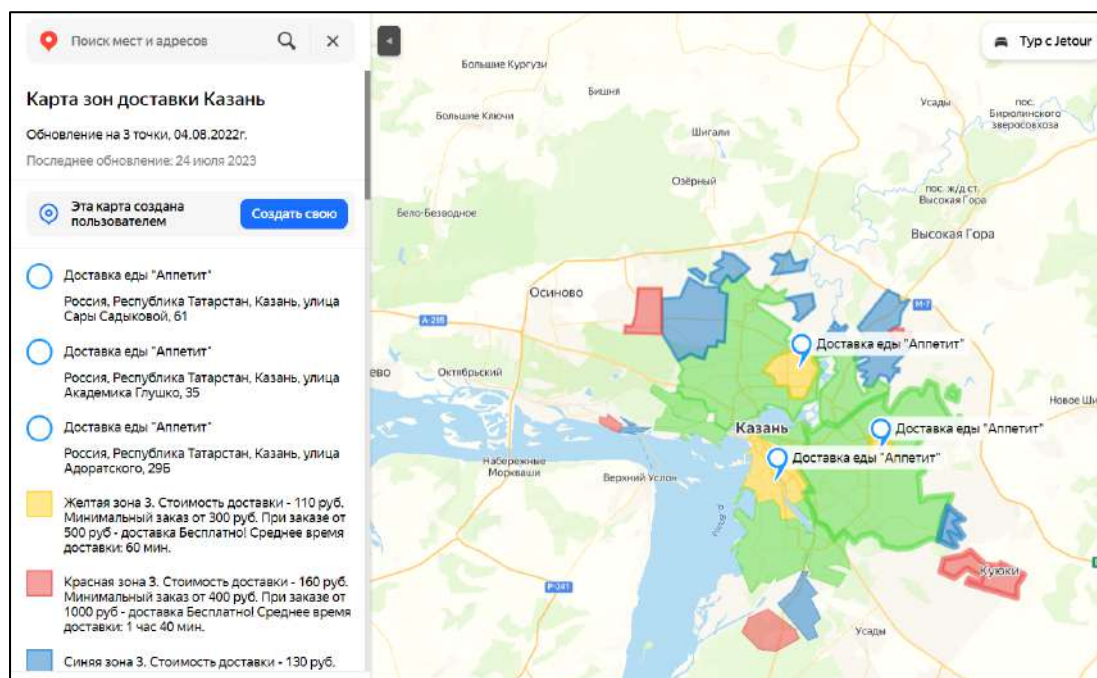 Поиск мест и адресов
Карта зон доставки Казань
Обновление на 3 точки, 04.08.2022г.
Последнее обновление: 24 июля 2023
Эта карта создана
пользователем
Создать свою
Доставка еды "Аппетит"
Россия, Республика Татарстан, Казань, улица
Сары Садыковой, 61
Доставка еды "Аппетит"
Россия, Республика Татарстан, Казань, улица
Академика Глушко, 35
Доставка еды "Аппетит"
Россия, Республика Татарстан, Казань, улица
Адоратского, 29Б
Желтая зона 3. Стоимость доставки - 110 руб.
Минимальный заказ от 300 руб. При заказе от
500 руб - доставка Бесплатно! Среднее время
доставки: 60 мин.
Красная зона 3. Стоимость доставки - 160 руб.
Минимальный заказ от 400 руб. При заказе от
1000 руб - доставка Бесплатно! Среднее время
доставки: 1 час 40 мин.
Синяя зона 3. Стоимость доставки - 130 руб.
Тур с Jetour
Большие Кургузи
Бишня
Большие Ключи
Шигали
Усады
пос.
Бирюлинского
зверосовхоза
Озёрный
пос. ж/д ст.
Высокая Гора
Бело-Безводное
Высокая Гора
Осиново
М-7
А-295
Доставка еды "Аппетит"
ево
Октябрьский
Новое Ши
Казань
Доставка еды "Аппетит"
Доставка еды "Аппетит"
Набережные
Моркваши
Верхний Услон
р. Волга
Р-241
Куюки
Усады